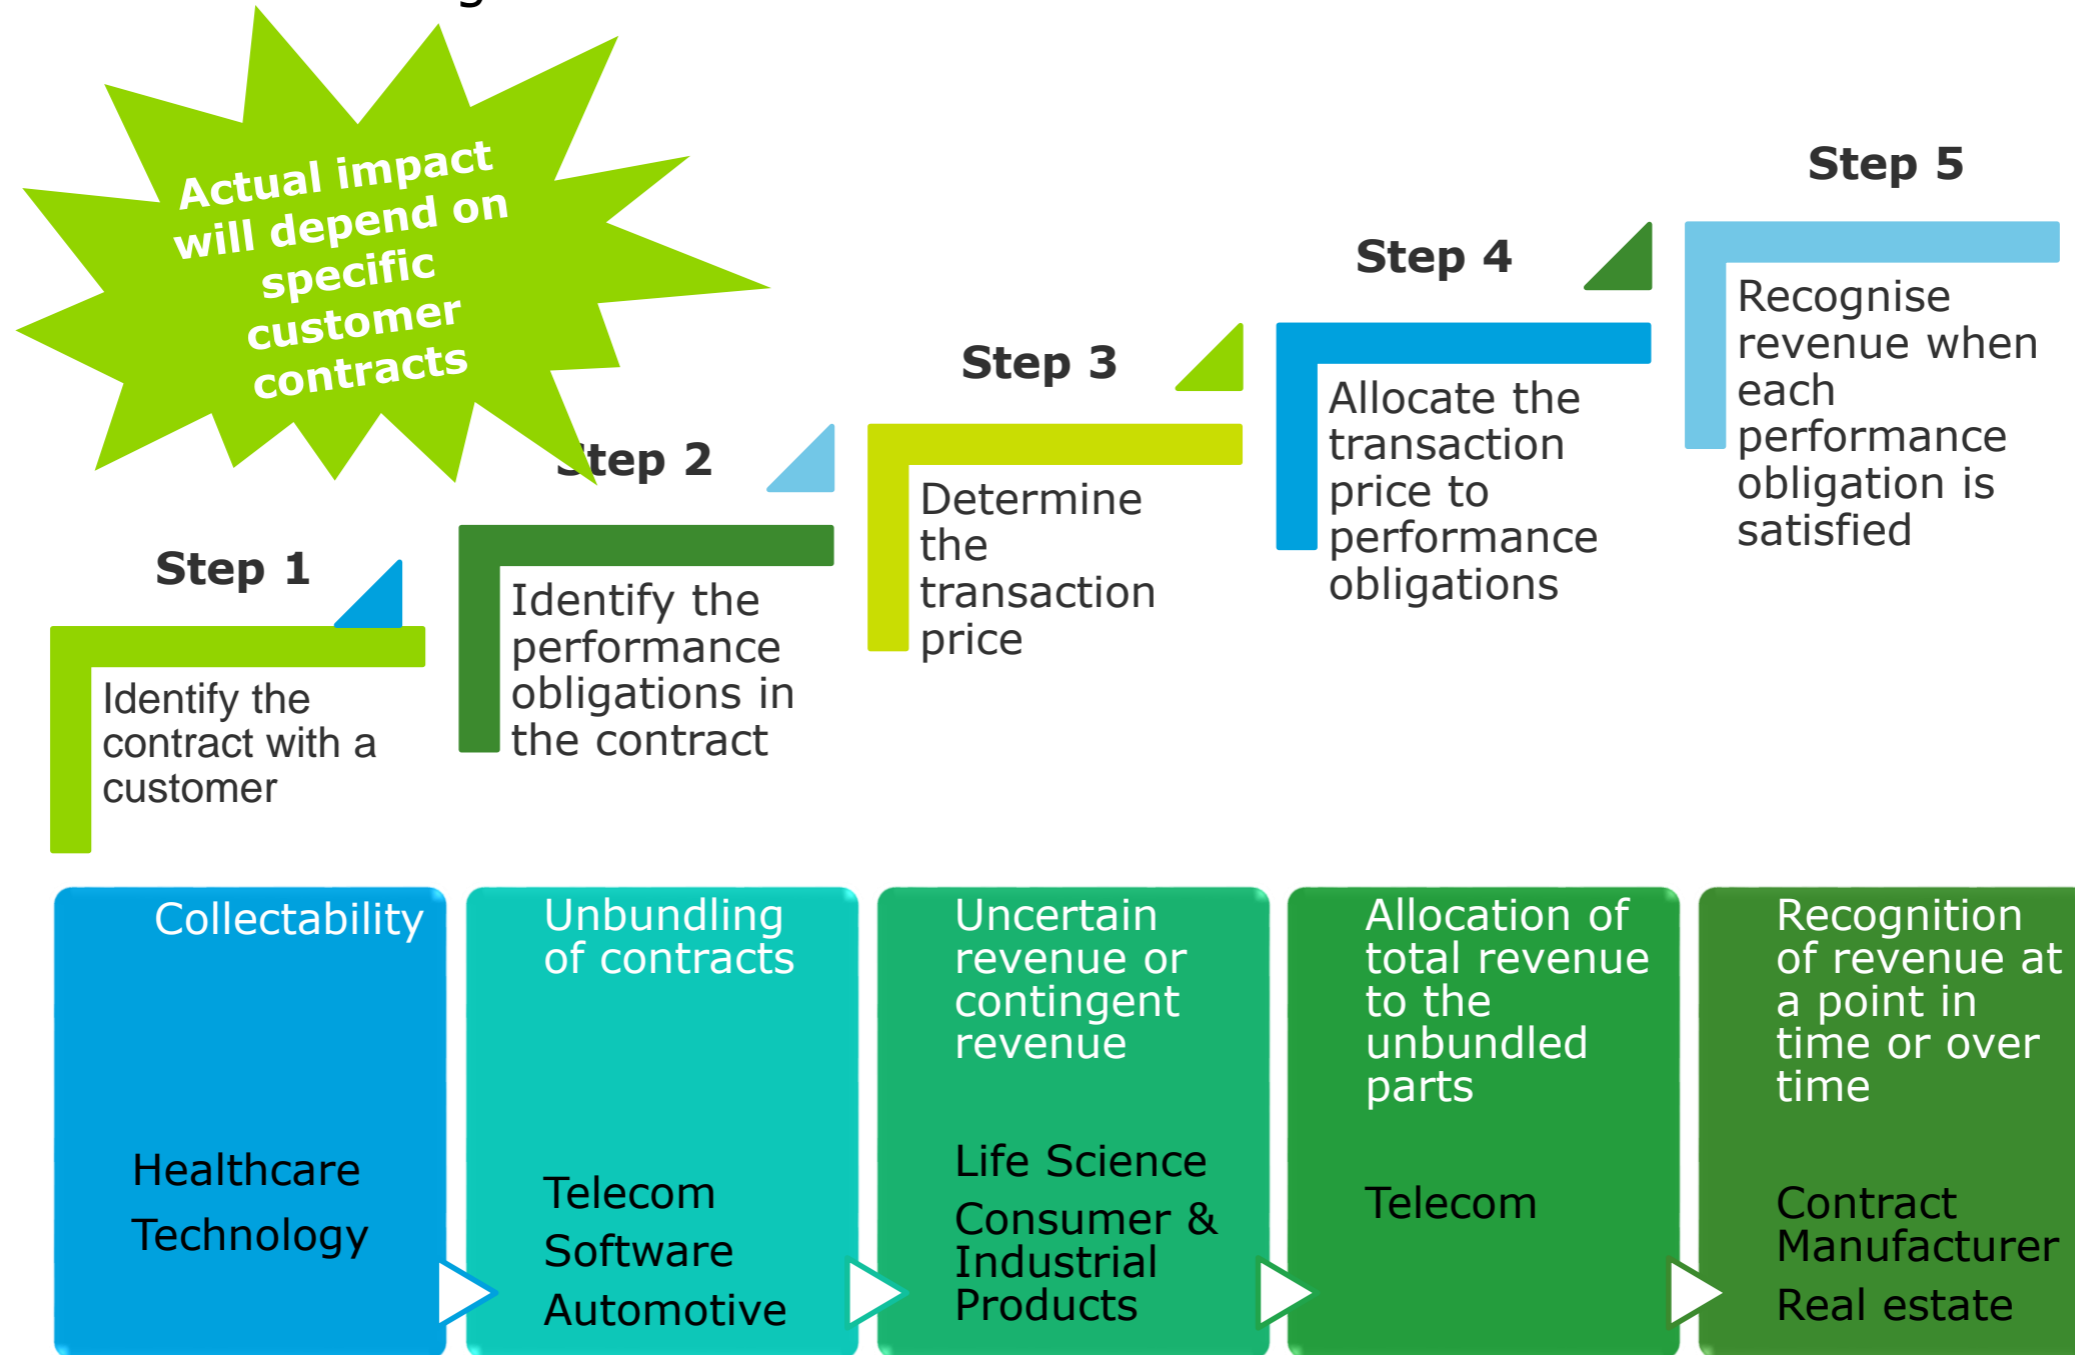 Actual impact
will depend on
specific
customer
contracts
Step 1
Identify the
contract with a
customer
Step 2
Identify the
performance
obligations in
the contract
Step 3
Determine
the
transaction
price
Step 4
Allocate the
transaction
price to
performance
obligations
Step 5
Recognise
revenue when
each
performance
obligation is
satisfied
Collectability
Healthcare
Technology
Unbundling
of contracts
Telecom
Software
Automotive
Uncertain
revenue or
contingent
revenue
Life Science
Consumer &
Industrial
Products
Allocation of
total revenue
to the
unbundled
parts
Telecom
Recognition
of revenue at
a point in
time or over
time
Contract
Manufacturer
Real estate